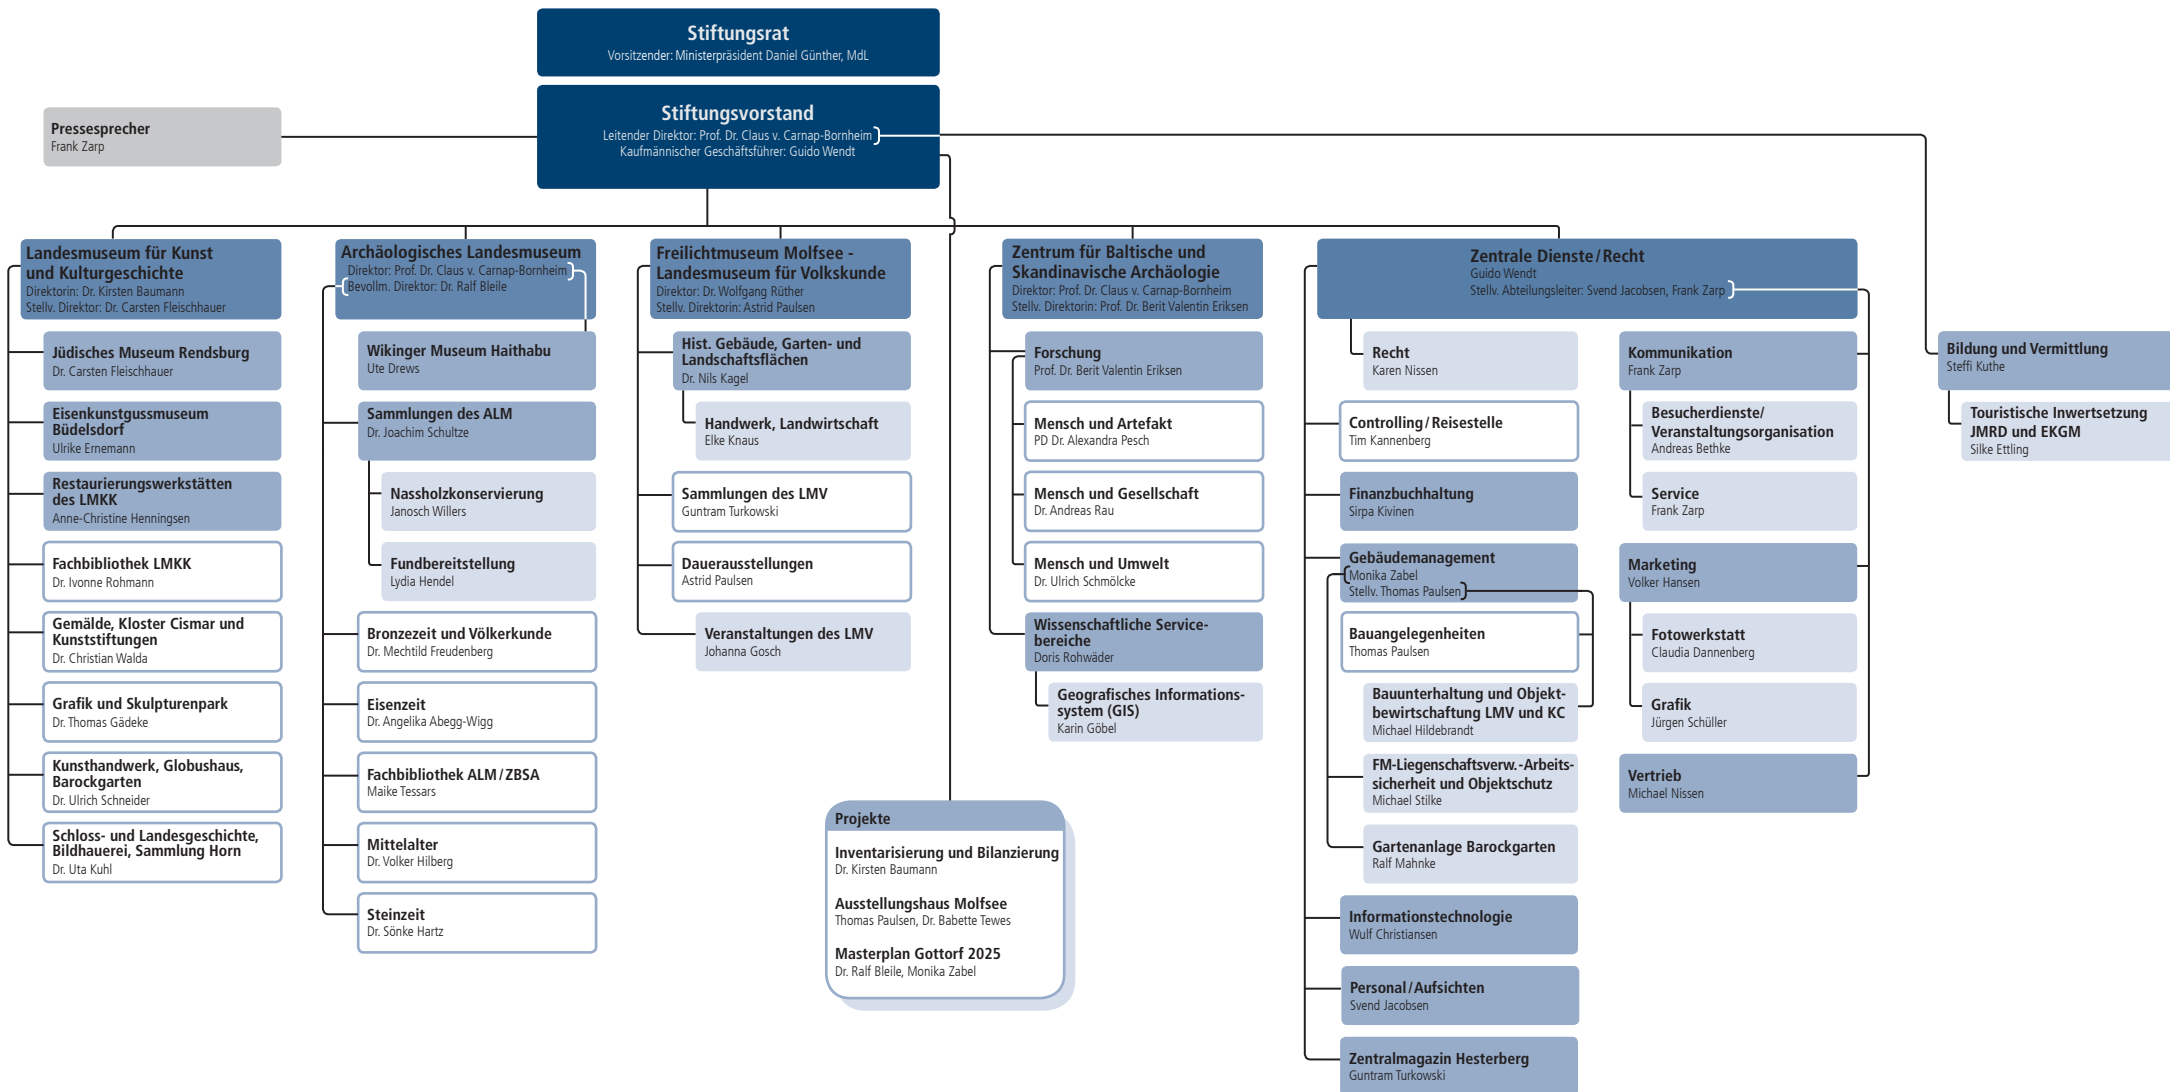 Stiftungsrat
Vorsitzender: Ministerpräsident Daniel Günther, MdL
Stiftungsvorstand
Leitender Direktor: Prof. Dr. Claus v. Carnap-Bornheim
Kaufmännischer Geschäftsführer: Guido Wendt
Pressesprecher
Frank Zarp
Landesmuseum für Kunst
und Kulturgeschichte
Direktorin: Dr. Kirsten Baumann
Stellv. Director: Dr. Carsten Fleischhauer
Jüdisches Museum Rendsburg
Dr. Carsten Fleischhauer
Eisenkunstgussmuseum
Büdelsdorf
Ulrike Ernemann
Restaurierungswerkstätten
des LMKK
Anne-Christine Henningsen
Fachbibliothek LMKK
Dr. Ivonne Rohmann
Gemälde, Kloster Cismar und
Kunststiftungen
Dr. Christian Walda
Grafik und Skulpturenpark
Dr. Thomas Gädeke
Kunsthandwerk, Globushaus,
Barockgarten
Dr. Ulrich Schneider
Schloss- und Landesgeschichte,
Bildhauerei, Sammlung Horn
Dr. Uta Kuhl
Archäologisches Landesmuseum
Direktor: Prof. Dr. Claus v. Carnap-Bornheim
Bevollm. Direktor: Dr. Ralf Bleile
Wikinger Museum Haithabu
Ute Drews
Sammlungen des ALM
Dr. Joachim Schultze
Nassholzkonservierung
Janosch Willers
Fundbereitstellung
Lydia Hendel
Bronzezeit und Völkerkunde
Dr. Mechtild Freudenberg
Eisenzeit
Dr. Angelika Abegg-Wigg
Fachbibliothek ALM / ZBSA
Maike Tessars
Mittelalter
Dr. Volker Hilberg
Steinzeit
Dr. Sönke Hartz
Freilichtmuseum Molfsee -
Landesmuseum für Volkskunde
Direktor: Dr. Wolfgang Rüther
Stellv. Direktorin: Astrid Paulsen
Hist. Gebäude, Garten- und
Landschaftsflächen
Dr. Nils Kagel
Handwerk, Landwirtschaft
Elke Knaus
Sammlungen des LMV
Guntram Turkowski
Dauerausstellungen
Astrid Paulsen
Veranstaltungen des LMV
Johanna Gosch
Projekte
Inventarisierung und Bilanzierung
Dr. Kirsten Baumann
Ausstellungshaus Molfsee
Thomas Paulsen, Dr. Babette Tewes
Masterplan Gottorf 2025
Dr. Ralf Bleile, Monika Zabel
Zentrum für Baltische und
Skandinavische Archäologie
Direktor: Prof. Dr. Claus v. Carnap-Bornheim
Stellv. Direktorin: Prof. Dr. Berit Valentin Eriksen
Forschung
Prof. Dr. Berit Valentin Eriksen
Mensch und Artefakt
PD Dr. Alexandra Pesch
Mensch und Gesellschaft
Dr. Andreas Rau
Mensch und Umwelt
Dr. Ulrich Schmölcke
Wissenschaftliche Service-
bereiche
Doris Rohwäder
Geografisches Informations-
system (GIS)
Karin Göbel
Zentrale Dienste / Recht
Guido Wendt
Stellv. Abteilungsleiter: Svend Jacobsen, Frank Zarp
Recht
Karen Nissen
Controlling / Reisestelle
Tim Kannenberg
Finanzbuchhaltung
Sirpa Kivinen
Gebäudemanagement
Monika Zabel
Stellv. Thomas Paulsen
Bauangelegenheiten
Thomas Paulsen
Bauunterhaltung und Objekt-
bewirtschaftung LMV und KC
Michael Hildebrandt
FM-Liegenschaftsverw.-Arbeits-
sicherheit und Objektschutz
Michael Stilke
Gartenanlage Barockgarten
Ralf Mahnke
Informationstechnologie
Wulf Christiansen
Personal / Aufsichten
Svend Jacobsen
Zentralmagazin Hesterberg
Guntram Turkowski
Kommunikation
Frank Zarp
Besucherdienste/
Veranstaltungsorganisation
Andreas Bethke
Service
Frank Zarp
Marketing
Volker Hansen
Fotowerkstatt
Claudia Dannenberg
Grafik
Jürgen Schüller
Vertrieb
Michael Nissen
Bildung und Vermittlung
Steffi Kuthe
Touristische Inwertsetzung
JMRD und EKGM
Silke Ettling